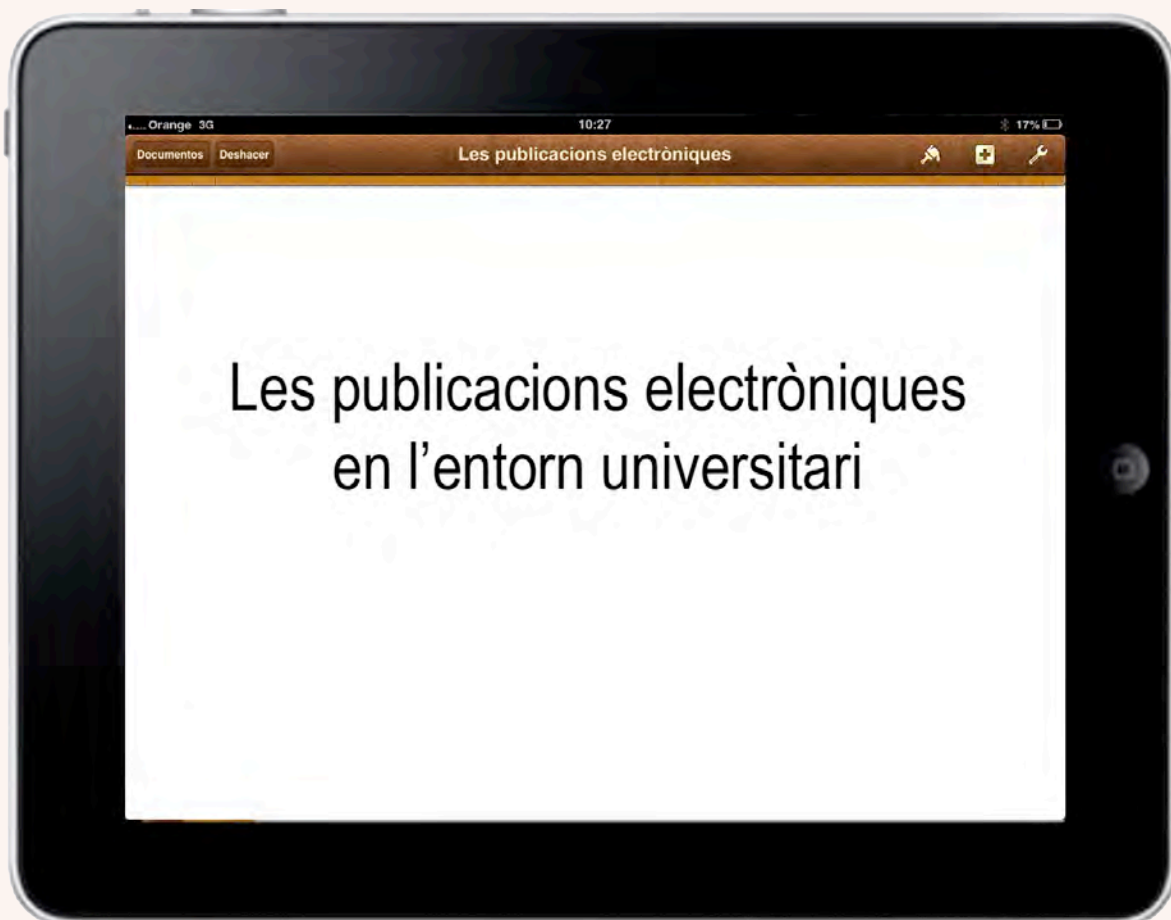 Orange 3G 10:27 17%
Documentos Deshacer Les publicacions electròniques
Les publicacions electròniques
en l’entorn universitari